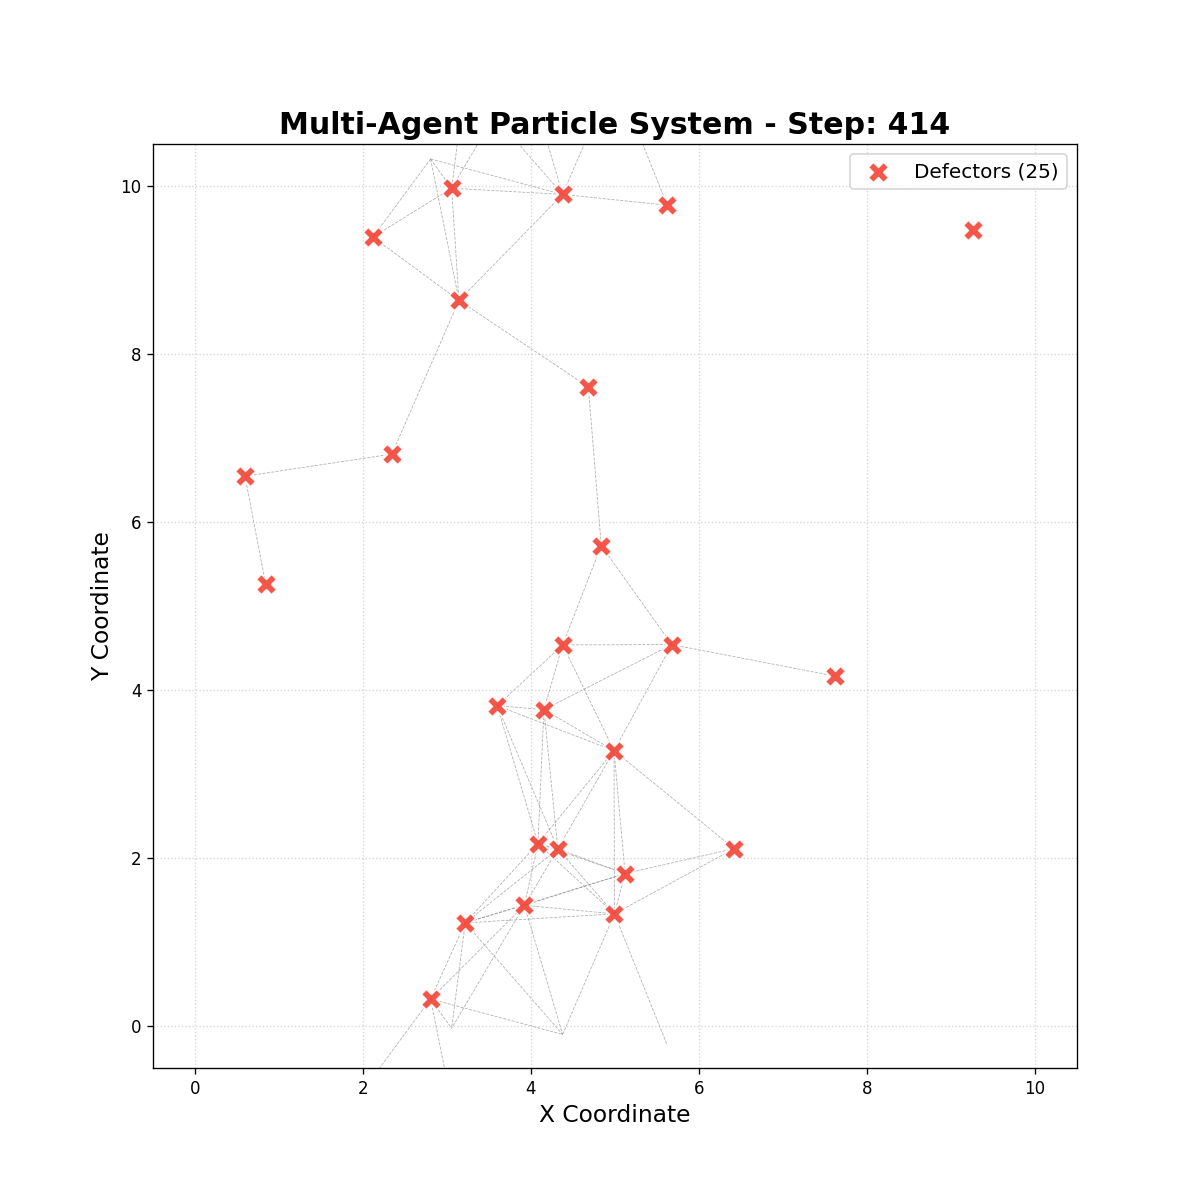 Multi-Agent Particle System - Step: 414
Defectors (25)
10
8
6
4
2
0
Y Coordinate
0 2 4 6 8 10
X Coordinate